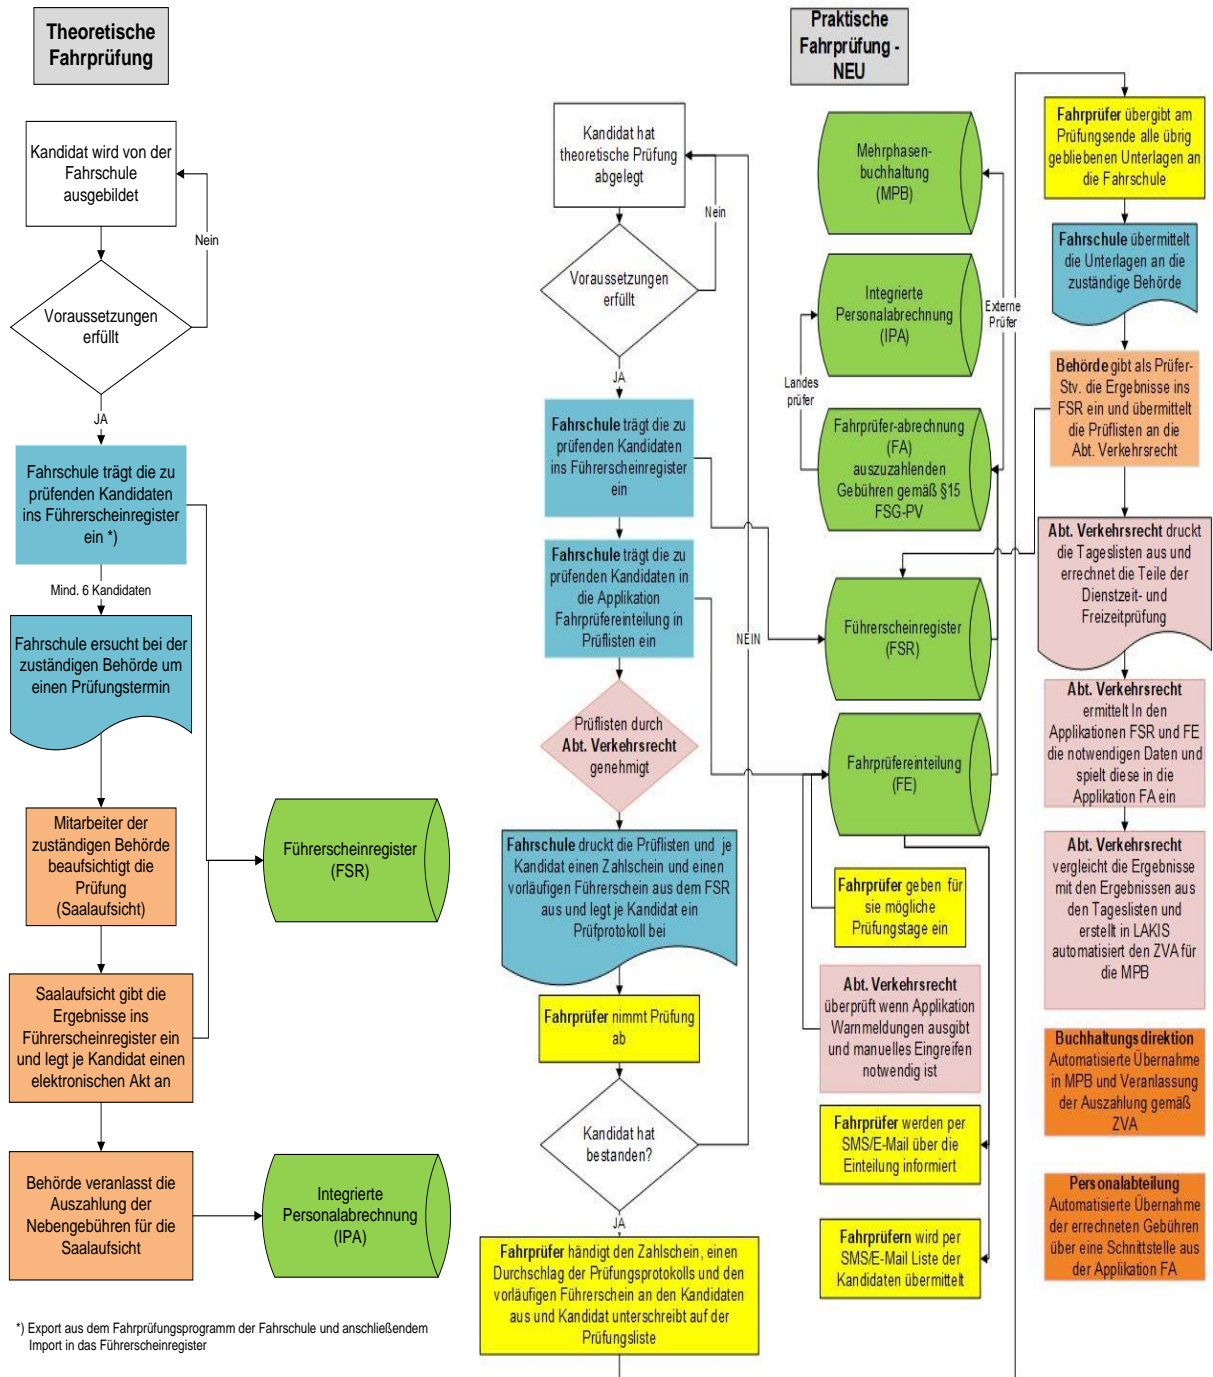 Theoretische
Fahrprüfung
Kandidat wird von der
Fahrschule
ausgebildet
Nein
Voraussetzungen
erfüllt
JA
Fahrschule trägt die zu
prüfenden Kandidaten
ins Führerscheinregister
ein *)
Mind. 6 Kandidaten
Fahrschule ersucht bei der
zuständigen Behörde um
einen Prüfungstermin
Mitarbeiter der
zuständigen Behörde
beaufsichtigt die
Prüfung
(Saalaufsicht)
Saalaufsicht gibt die
Ergebnisse ins
Führerscheinregister ein
und legt je Kandidat einen
elektronischen Akt an
Behörde veranlasst die
Auszahlung der
Nebengebühren für die
Saalaufsicht
Führerscheinregister
(FSR)
Integrierte
Personalabrechnung
(IPA)
*) Export aus dem Fahrprüfungsprogramm der Fahrschule und anschließendem
Import in das Führerscheinregister
Praktische
Fahrprüfung -
NEU
Kandidat hat
theoretische Prüfung
abgelegt
Nein
Voraussetzungen
erfüllt
JA
Fahrschule trägt die zu
prüfenden Kandidaten
ins Führerscheinregister
ein
Fahrschule trägt die zu
prüfenden Kandidaten in
die Applikation
Fahrprüfereinteilung in
Prüflisten ein
NEIN
Prüflisten durch
Abt. Verkehrsrecht
genehmigt
Fahrschule druckt die Prüflisten und je
Kandidat einen Zahlschein und einen
vorläufigen Führerschein aus dem FSR
aus und legt je Kandidat ein
Prüfprotokoll bei
Fahrprüfer nimmt Prüfung
ab
Kandidat hat
bestanden?
JA
Fahrprüfer händigt den Zahlschein, einen
Durchschlag der Prüfungsprotokolls und den
vorläufigen Führerschein an den Kandidaten
aus und Kandidat unterschreibt auf der
Prüfungsliste
Mehrphasen-
buchhaltung
(MPB)
Integrierte
Personalabrechnung
(IPA)
Externe
Prüfer
Landes
prüfer
Fahrprüfer-abrechnung
(FA)
auszuzahlenden
Gebühren gemäß §15
FSG-PV
Führerscheinregister
(FSR)
Fahrprüfereinteilung
(FE)
Fahrprüfer geben für
sie mögliche
Prüfungstage ein
Abt. Verkehrsrecht
überprüft wenn Applikation
Warnmeldungen ausgibt
und manuelles Eingreifen
notwendig ist
Fahrprüfer werden per
SMS/E-Mail über die
Einteilung informiert
Fahrprüfern wird per
SMS/E-Mail Liste der
Kandidaten übermittelt
Fahrprüfer übergibt am
Prüfungsende alle übrig
gebliebenen Unterlagen an
die Fahrschule
Fahrschule übermittelt
die Unterlagen an die
zuständige Behörde
Behörde gibt als Prüfer-
Stv. die Ergebnisse ins
FSR ein und übermittelt
die Prüflisten an die
Abt. Verkehrsrecht
Abt. Verkehrsrecht druckt
die Tageslisten aus und
errechnet die Teile der
Dienstzeit- und
Freizeitprüfung
Abt. Verkehrsrecht
ermittelt In den
Applikationen FSR und FE
die notwendigen Daten und
spielt diese in die
Applikation FA ein
Abt. Verkehrsrecht
vergleicht die Ergebnisse
mit den Ergebnissen aus
den Tageslisten und
erstellt in LAKIS
automatisiert den ZVA für
die MPB
Buchhaltungsdirektion
Automatisierte Übernahme
in MPB und Veranlassung
der Auszahlung gemäß
ZVA
Personalabteilung
Automatisierte Übernahme
der errechneten Gebühren
über eine Schnittstelle aus
der Applikation FA